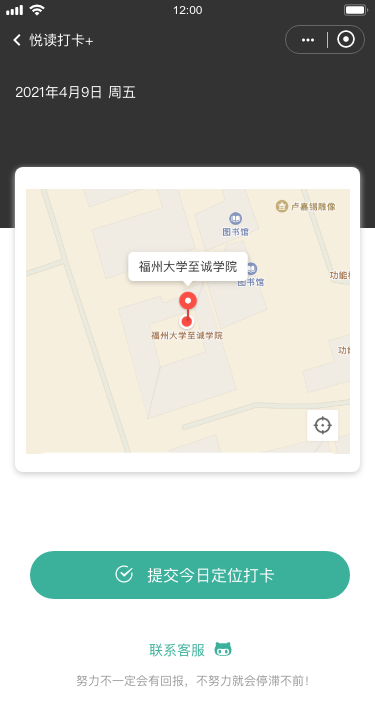 12:00
悦读打卡+
2021年4月9日 周五
卢嘉锡雕像
图书馆
福州大学至诚学院
功能
图书馆
福州大学至诚学院
提交今日定位打卡
联系客服
努力不一定会有回报，不努力就会停滞不前！